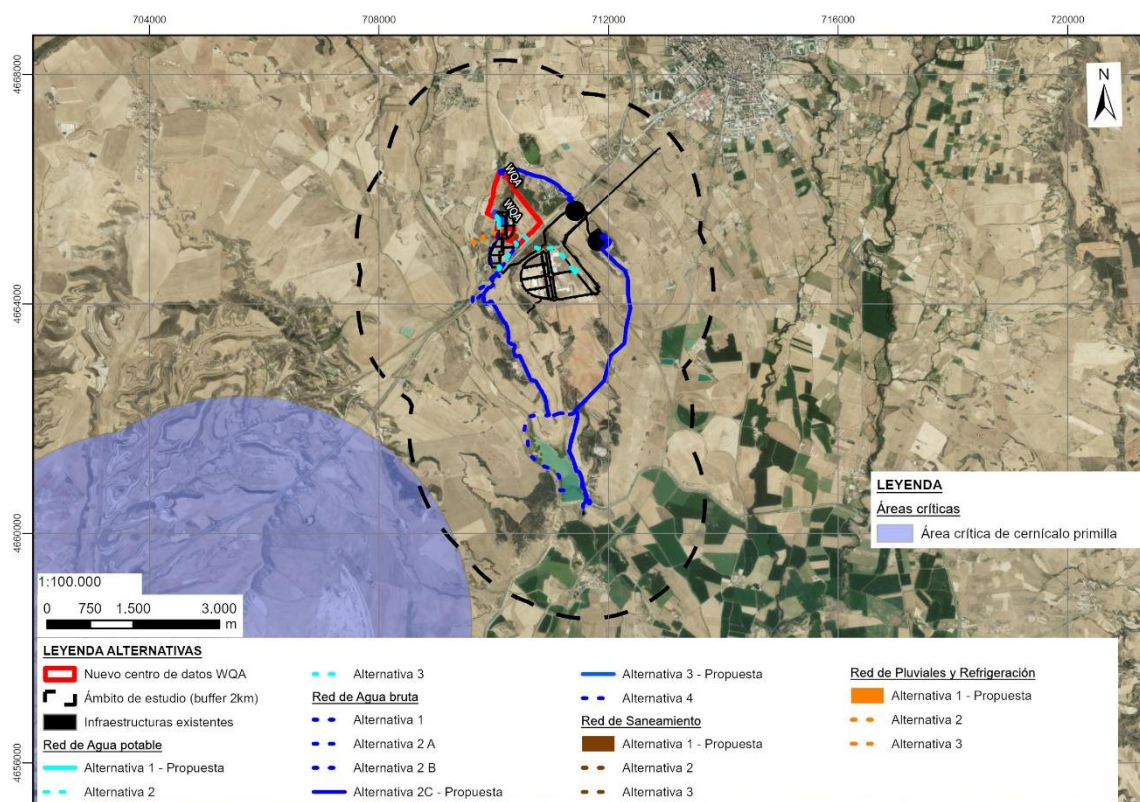 704000 708000 712000 716000 720000
4668000
N
WQA
WQA
4664000
LEYENDA
Áreas críticas
Área crítica de cernícalo primilla
4660000
1:100.000
0 750 1.500 3.000
m
LEYENDA ALTERNATIVAS
Nuevo centro de datos WQA
Ámbito de estudio (buffer 2km)
Infraestructuras existentes
Red de Agua potable
Alternativa 1 - Propuesta
Alternativa 2
Alternativa 3
Red de Agua bruta
Alternativa 1
Alternativa 2 A
Alternativa 2 B
Alternativa 2C - Propuesta
Alternativa 3 - Propuesta
Alternativa 4
Red de Saneamiento
Alternativa 1 - Propuesta
Alternativa 2
Alternativa 3
Red de Pluviales y Refrigeración
Alternativa 1 - Propuesta
Alternativa 2
Alternativa 3
4656000